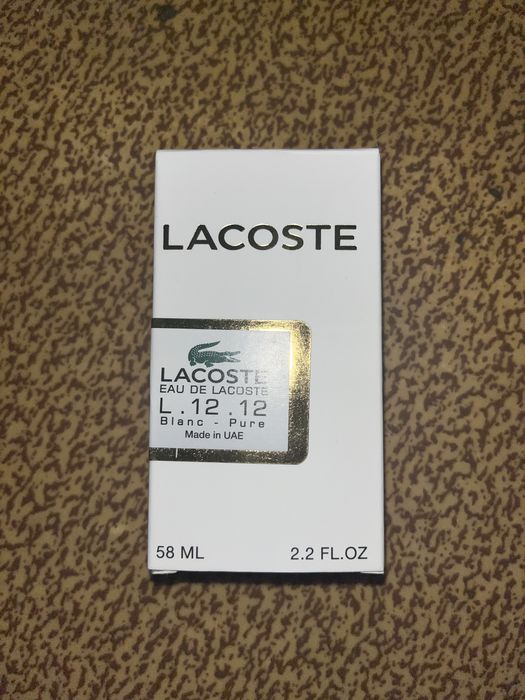 LACOSTE
LACOSTE
EAU DE LACOSTE
L.12.12
Blanc - Pure
Made in UAE
58 ML 2.2 FL.OZ